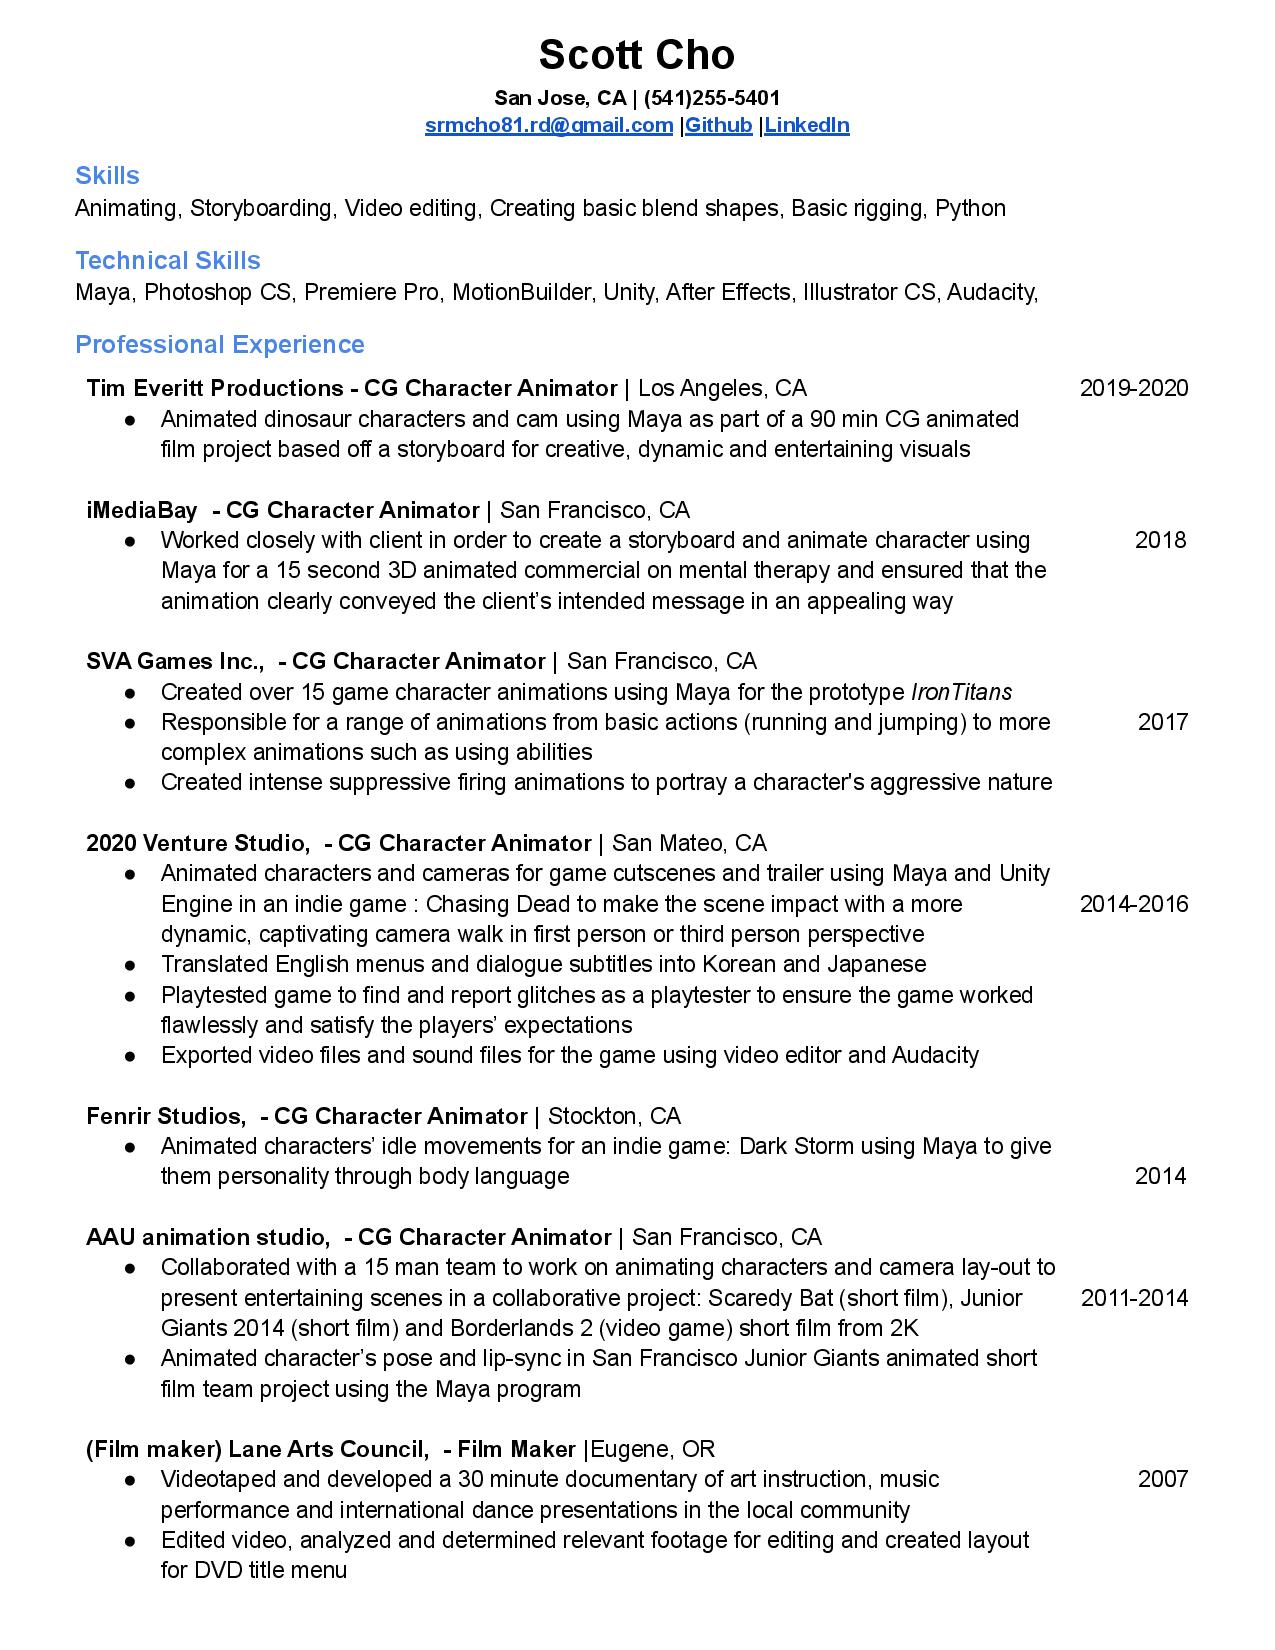 Scott Cho
San Jose, CA | (541)255-5401
srmcho81.rd@gmail.com |Github |LinkedIn
Skills
Animating, Storyboarding, Video editing, Creating basic blend shapes, Basic rigging, Python
Technical Skills
Maya, Photoshop CS, Premiere Pro, MotionBuilder, Unity, After Effects, Illustrator CS, Audacity,
Professional Experience
Tim Everitt Productions - CG Character Animator | Los Angeles, CA 2019-2020
● Animated dinosaur characters and cam using Maya as part of a 90 min CG animated
film project based off a storyboard for creative, dynamic and entertaining visuals
iMediaBay - CG Character Animator | San Francisco, CA
● Worked closely with client in order to create a storyboard and animate character using 2018
Maya for a 15 second 3D animated commercial on mental therapy and ensured that the
animation clearly conveyed the client’s intended message in an appealing way
SVA Games Inc., - CG Character Animator | San Francisco, CA
● Created over 15 game character animations using Maya for the prototype IronTitans
● Responsible for a range of animations from basic actions (running and jumping) to more 2017
complex animations such as using abilities
● Created intense suppressive firing animations to portray a character's aggressive nature
2020 Venture Studio, - CG Character Animator | San Mateo, CA
● Animated characters and cameras for game cutscenes and trailer using Maya and Unity
Engine in an indie game : Chasing Dead to make the scene impact with a more 2014-2016
dynamic, captivating camera walk in first person or third person perspective
● Translated English menus and dialogue subtitles into Korean and Japanese
● Playtested game to find and report glitches as a playtester to ensure the game worked
flawlessly and satisfy the players’ expectations
● Exported video files and sound files for the game using video editor and Audacity
Fenrir Studios, - CG Character Animator | Stockton, CA
● Animated characters’ idle movements for an indie game: Dark Storm using Maya to give
them personality through body language 2014
AAU animation studio, - CG Character Animator | San Francisco, CA
● Collaborated with a 15 man team to work on animating characters and camera lay-out to
present entertaining scenes in a collaborative project: Scaredy Bat (short film), Junior 2011-2014
Giants 2014 (short film) and Borderlands 2 (video game) short film from 2K
● Animated character’s pose and lip-sync in San Francisco Junior Giants animated short
film team project using the Maya program
(Film maker) Lane Arts Council, - Film Maker |Eugene, OR
● Videotaped and developed a 30 minute documentary of art instruction, music 2007
performance and international dance presentations in the local community
● Edited video, analyzed and determined relevant footage for editing and created layout
for DVD title menu